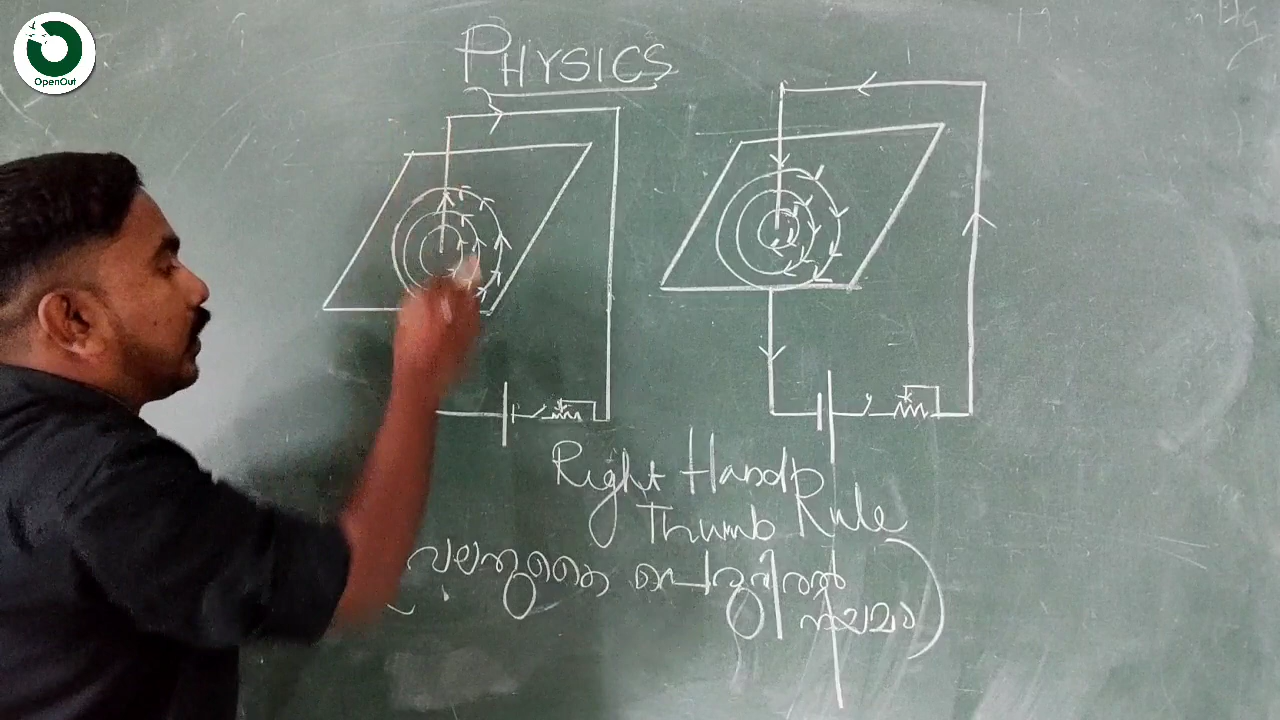 OpenOut
PHYSICS
Right Hand
Thumb Rule
(വലതുകൈ പെരുവിരൽ
നിയമം)